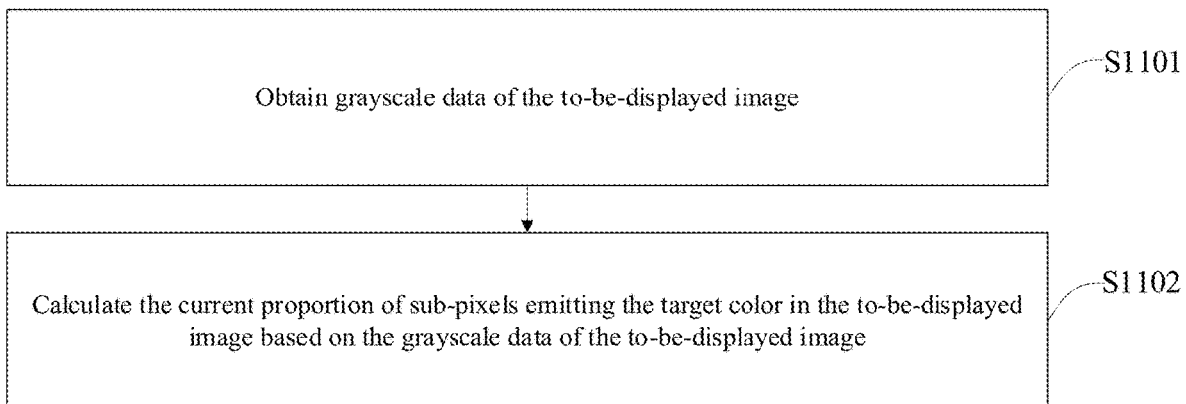 Obtain grayscale data of the to-be-displayed image
S1101
Calculate the current proportion of sub-pixels emitting the target color in the to-be-displayed
image based on the grayscale data of the to-be-displayed image
S1102